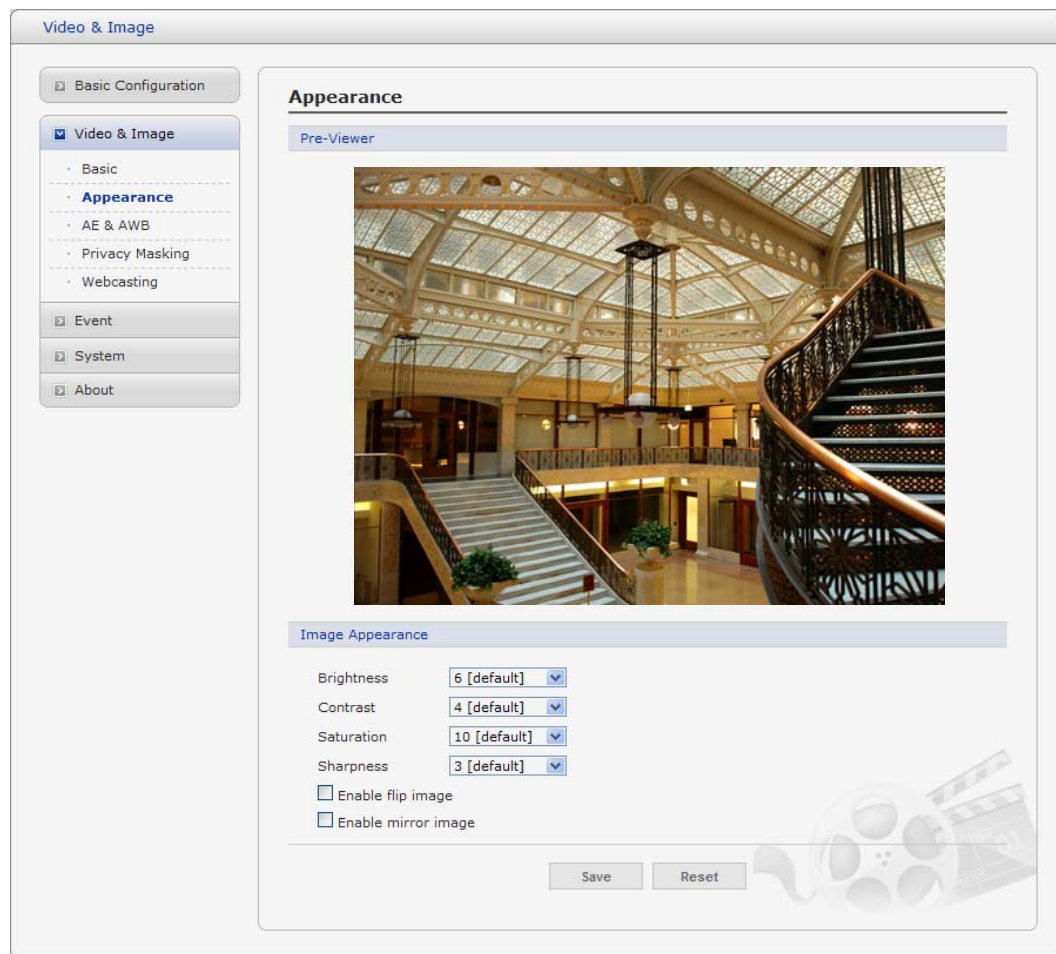 Video & Image
Basic Configuration
Video & Image
Basic
Appearance
AE & AWB
Privacy Masking
Webcasting
Event
System
About
Appearance
Pre-Viewer
Image Appearance
Brightness 6 [default]
Contrast 4 [default]
Saturation 10 [default]
Sharpness 3 [default]
Enable flip image
Enable mirror image
Save Reset